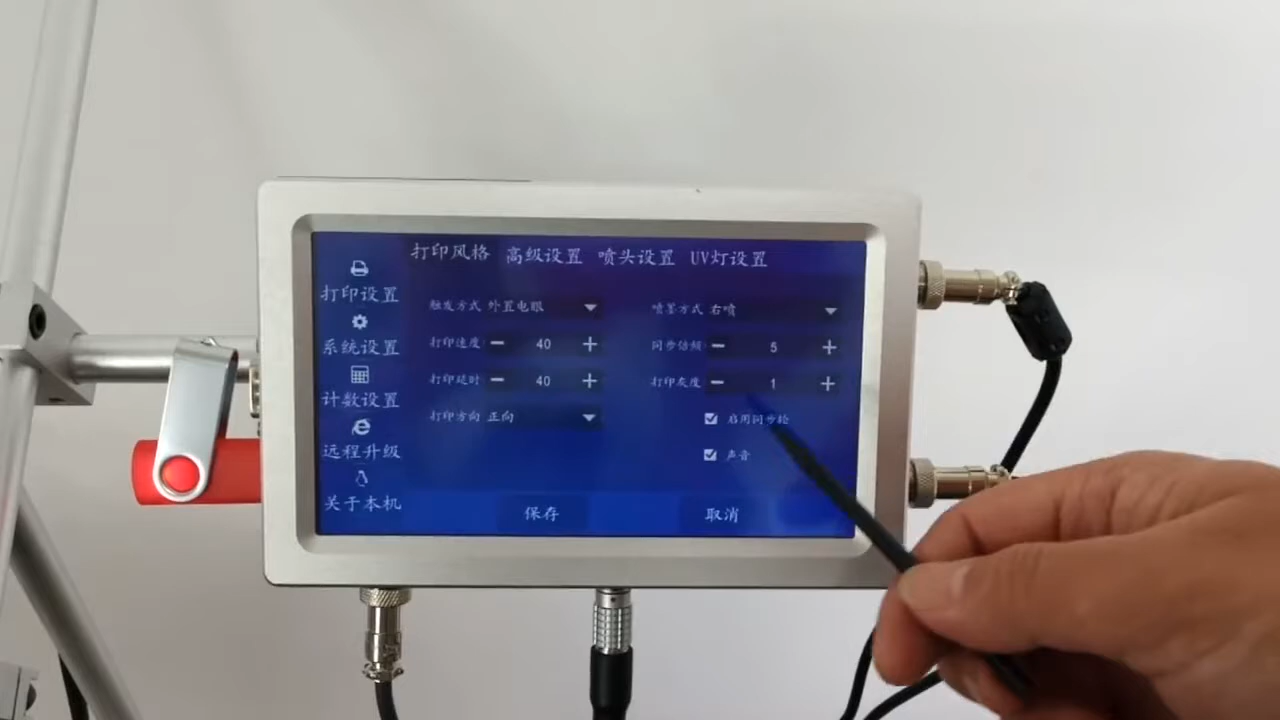 打印风格 高级设置 喷头设置 UV灯设置
打印设置
系统设置
计数设置
远程升级
关于本机
触发方式 外置电眼
打印速度 40
打印延时 40
打印方向 正向
喷墨方式 右喷
同步倍频 5
打印灰度 1
启用同步轮
声音
保存 取消